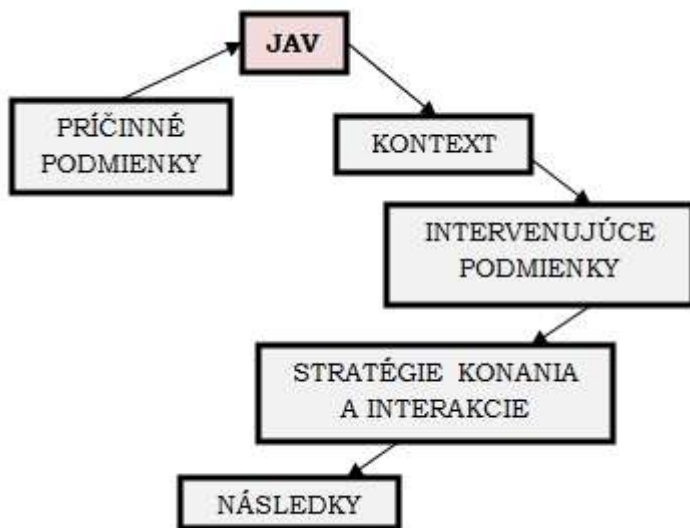 JAV
PRÍČINNÉ
PODMIENKY
KONTEXT
INTERVENUJÚCE
PODMIENKY
STRATÉGIE KONANIA
A INTERAKCIE
NÁSLEDKY